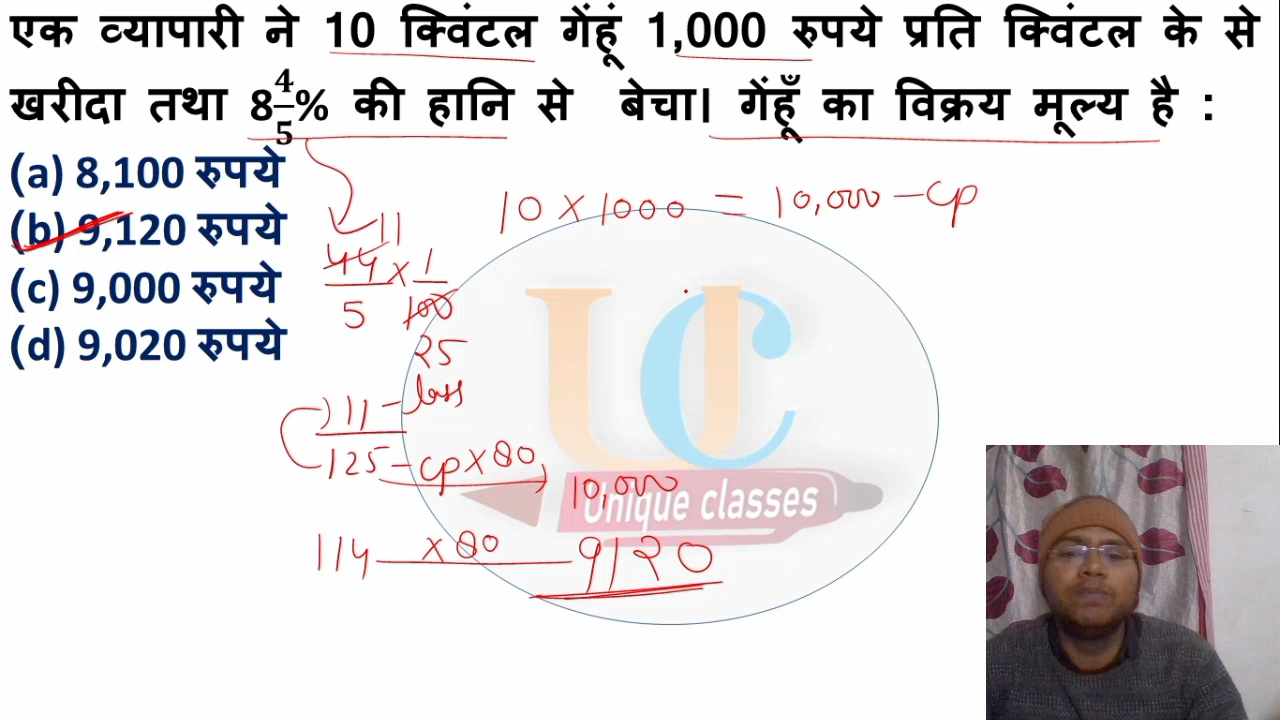 एक व्यापारी ने 10 क्विंटल गेंहूं 1,000 रुपये प्रति क्विंटल के से
खरीदा तथा 8 4/5% की हानि से बेचा। गेंहूँ का विक्रय मूल्य है :
(a) 8,100 रुपये
(b) 9,120 रुपये
(c) 9,000 रुपये
(d) 9,020 रुपये
10 × 1000 = 10,000 – CP
11
44/5 × 1/100
25
11 – loss
125 – CP × 80, 10,000
114 × 80 9120
UC
Unique classes